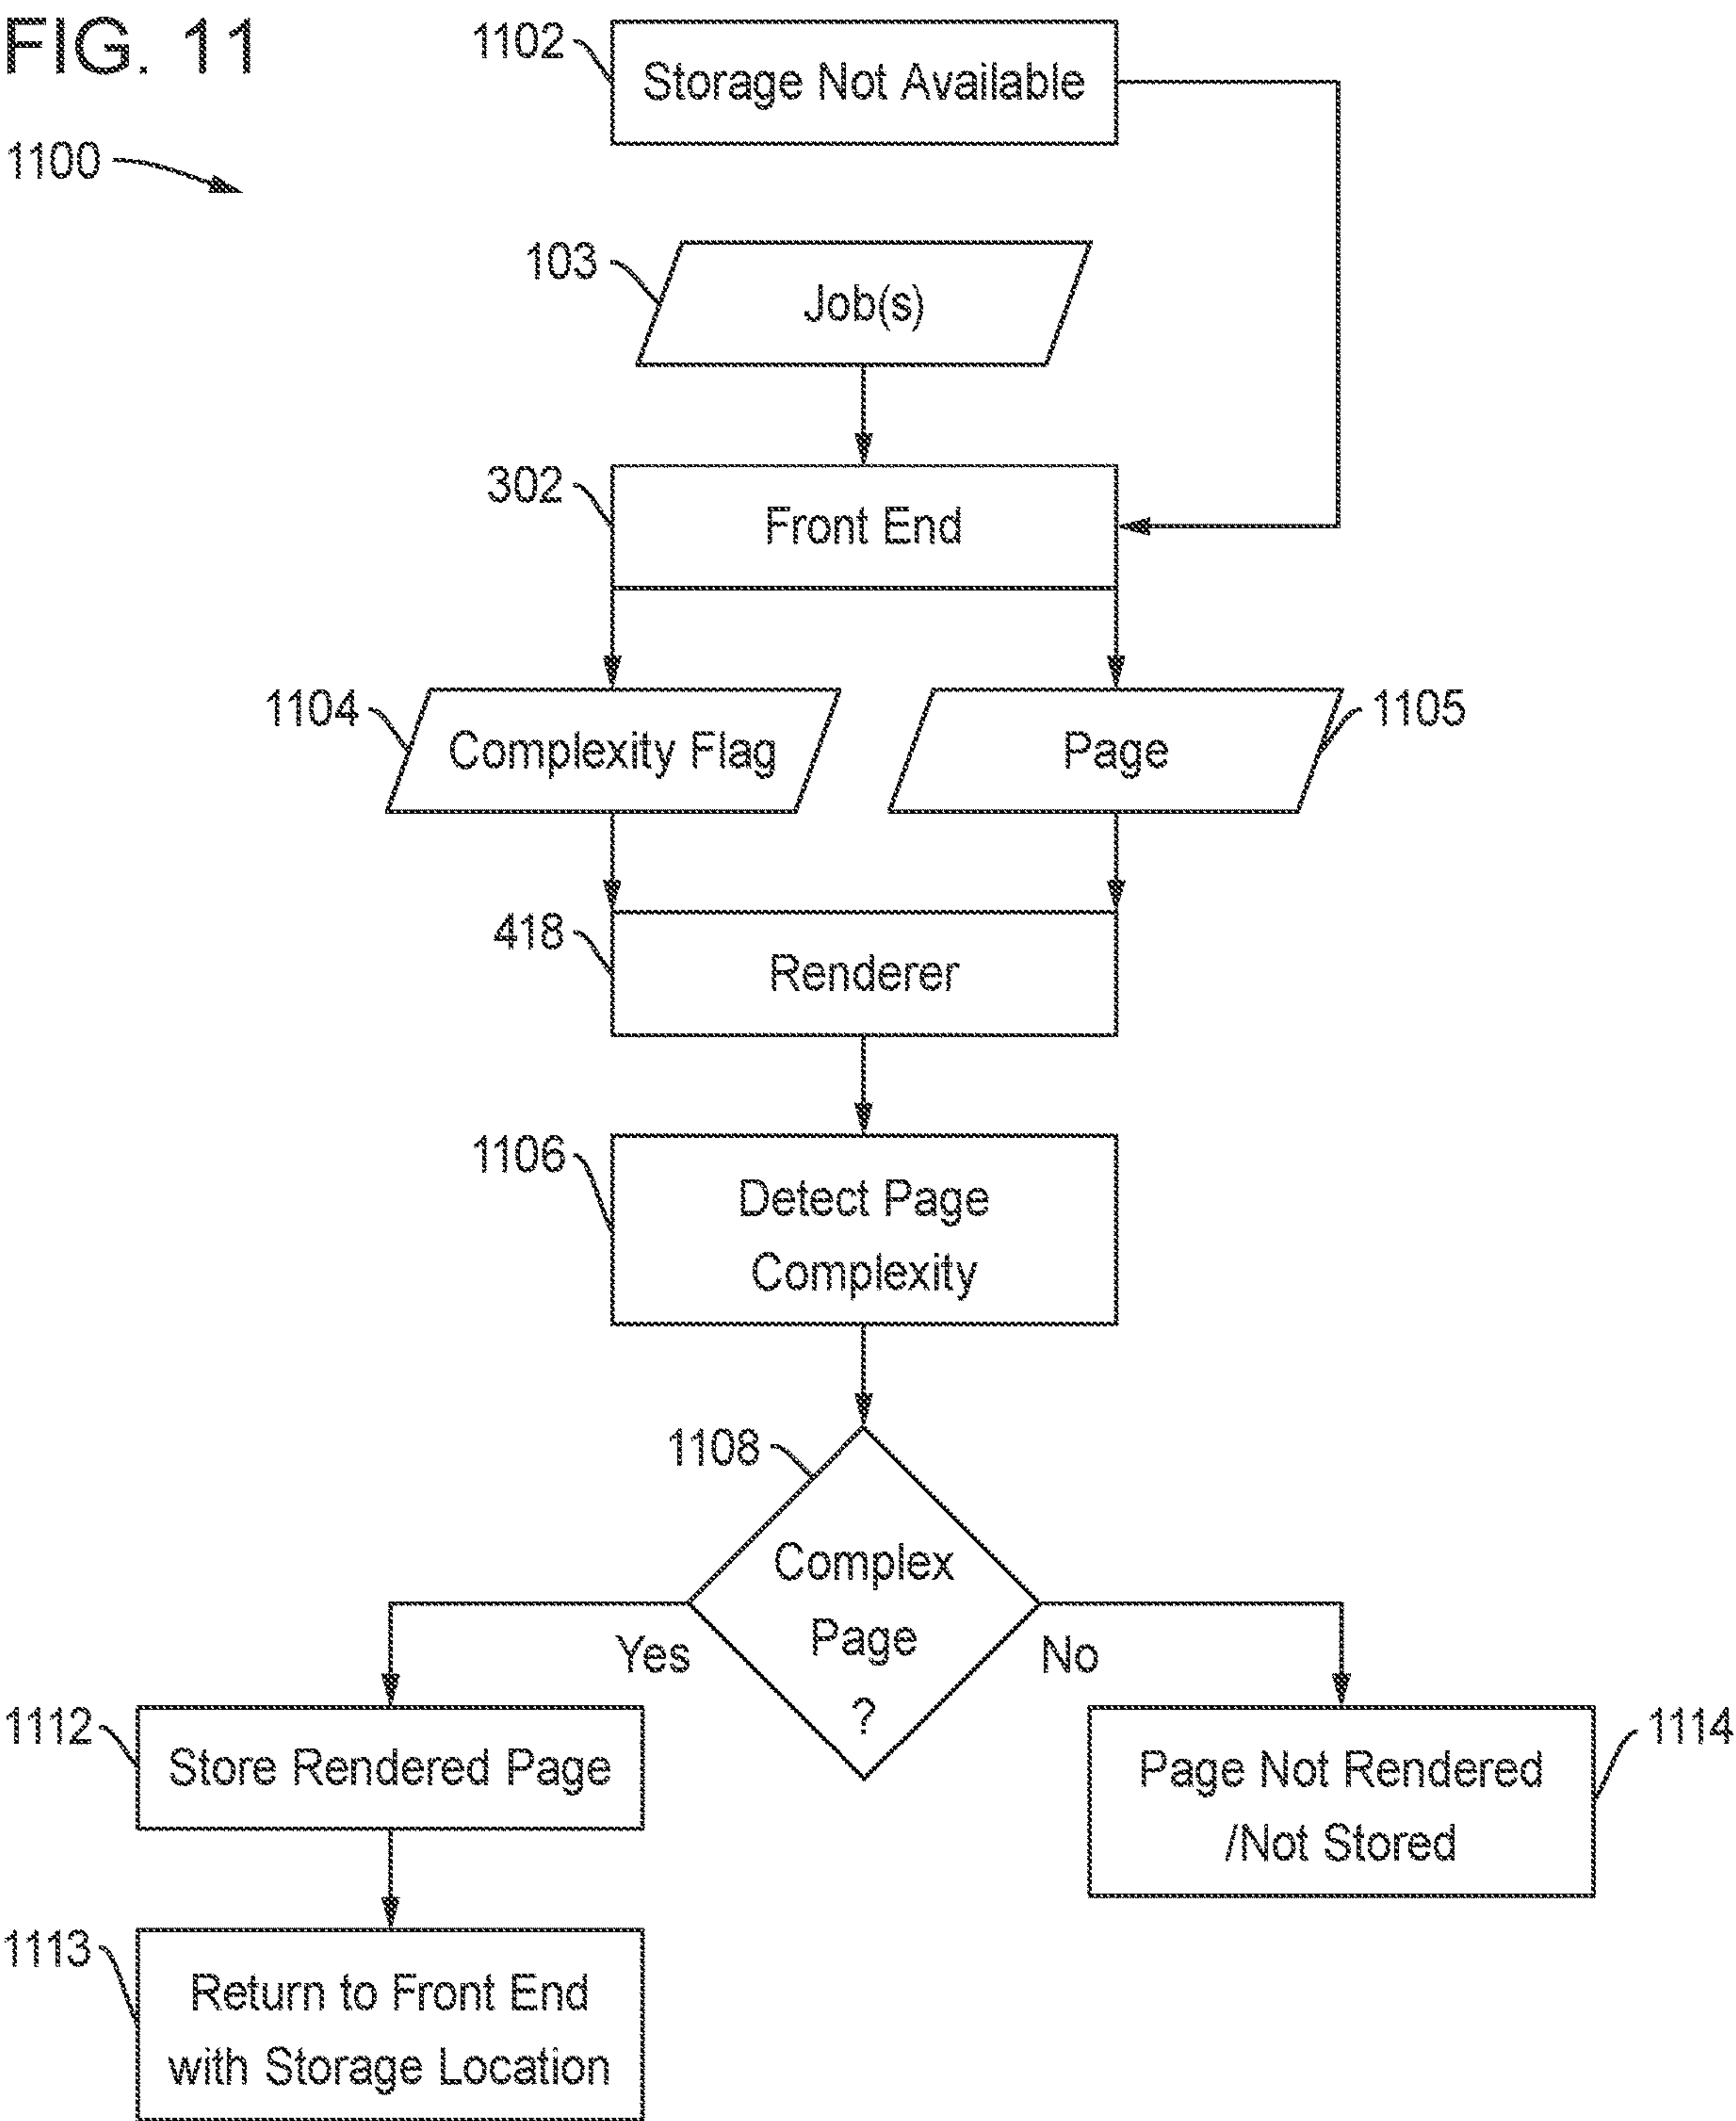 FIG. 11
1100
1102
Storage Not Available
103
Job(s)
302
Front End
1104
Complexity Flag
Page
1105
418
Renderer
1106
Detect Page
Complexity
1108
Complex
Page
?
Yes
No
1112
Store Rendered Page
Page Not Rendered
/Not Stored
1114
1113
Return to Front End
with Storage Location